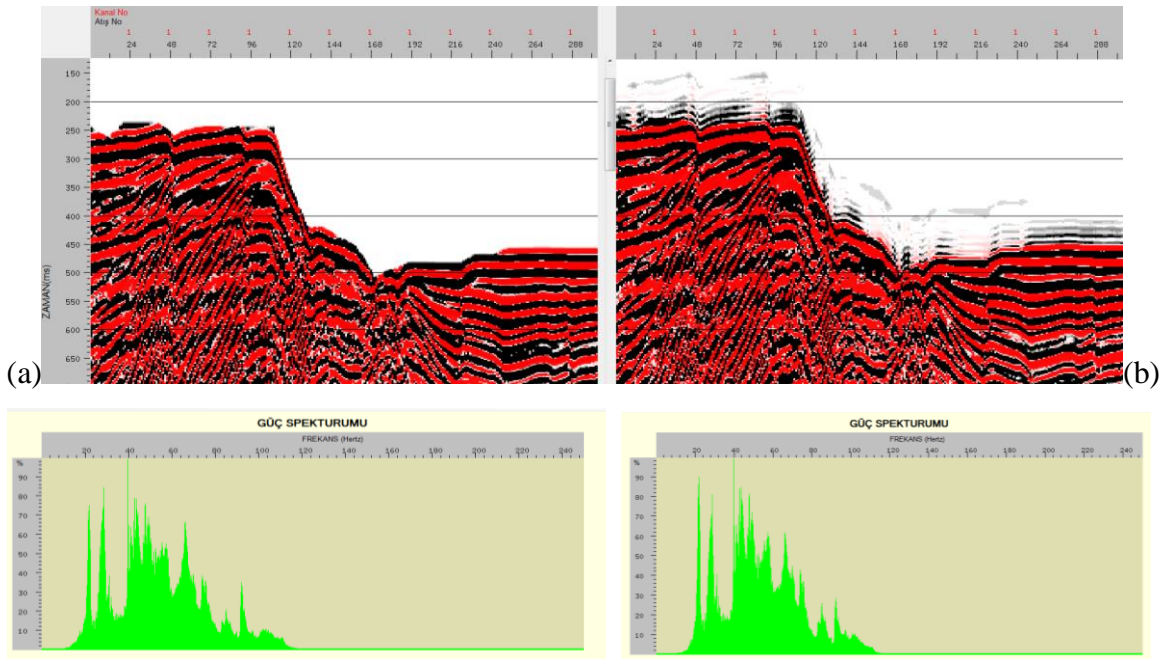 Kanal No
Atış No
1 1 1 1 1 1 1 1 1 1 1 1
24 48 72 96 120 144 168 192 216 240 264 288
150
200
250
300
350
400
450
500
550
600
650
ZAMAN(ms)
(a)
1 1 1 1 1 1 1 1 1 1 1 1
24 48 72 96 120 144 168 192 216 240 264 288
(b)
GÜÇ SPEKTURUMU
FREKANS (Hertz)
20 40 60 80 100 120 140 160 180 200 220 240
%
90
80
70
60
50
40
30
20
10
GÜÇ SPEKTURUMU
FREKANS (Hertz)
20 40 60 80 100 120 140 160 180 200 220 240
%
90
80
70
60
50
40
30
20
10